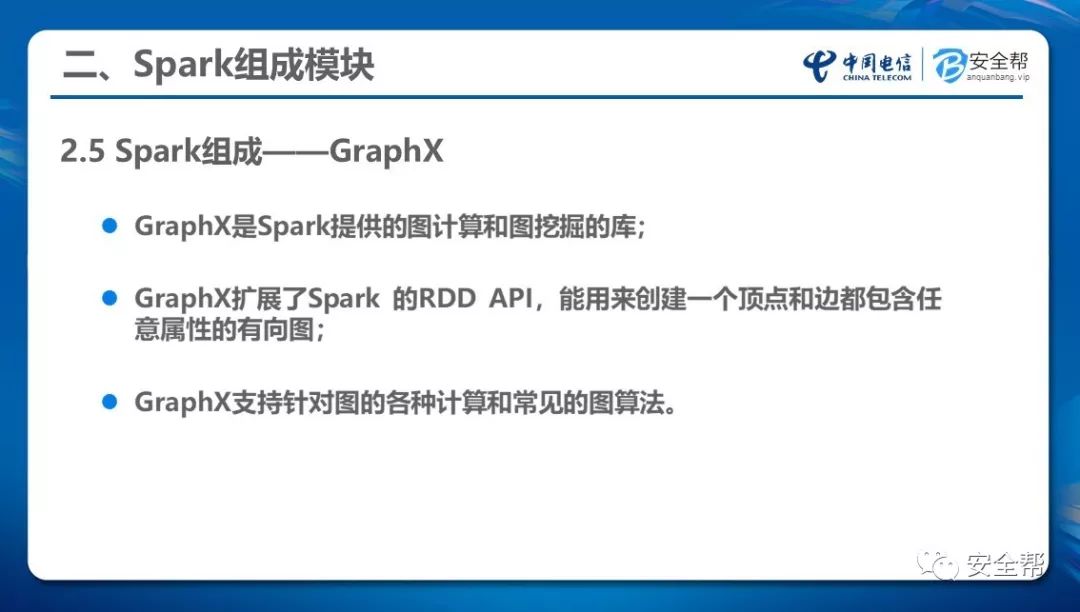 二、Spark组成模块
中国电信
CHINA TELECOM
安全帮
anquanbang.vip
2.5 Spark组成——GraphX
GraphX是Spark提供的图计算和图挖掘的库；
GraphX扩展了Spark 的RDD API，能用来创建一个顶点和边都包含任
意属性的有向图；
GraphX支持针对图的各种计算和常见的图算法。
安全帮